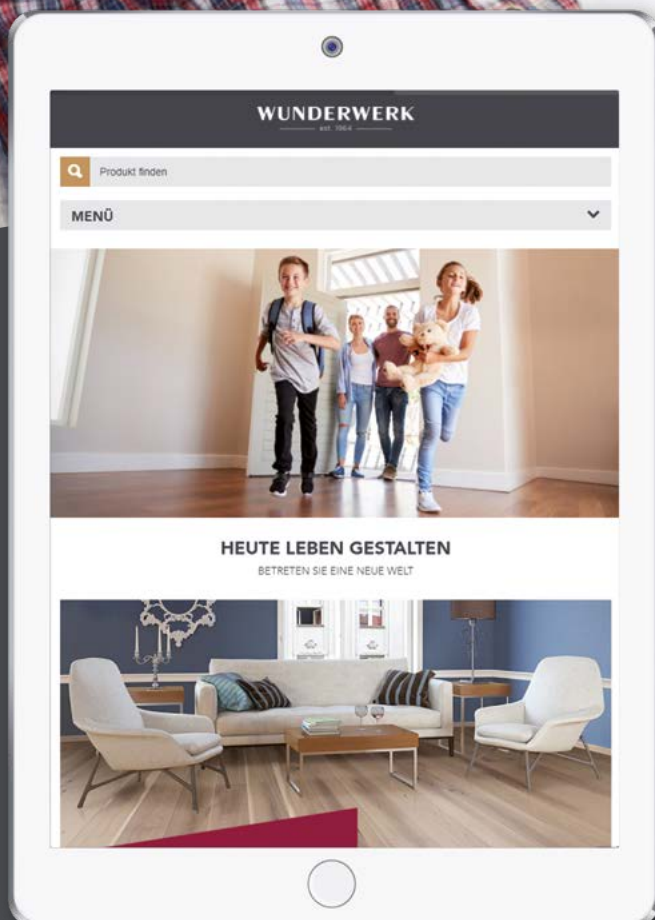 WUNDERWERK
est. 1964
Produkt finden
MENÜ
HEUTE LEBEN GESTALTEN
BETRETEN SIE EINE NEUE WELT